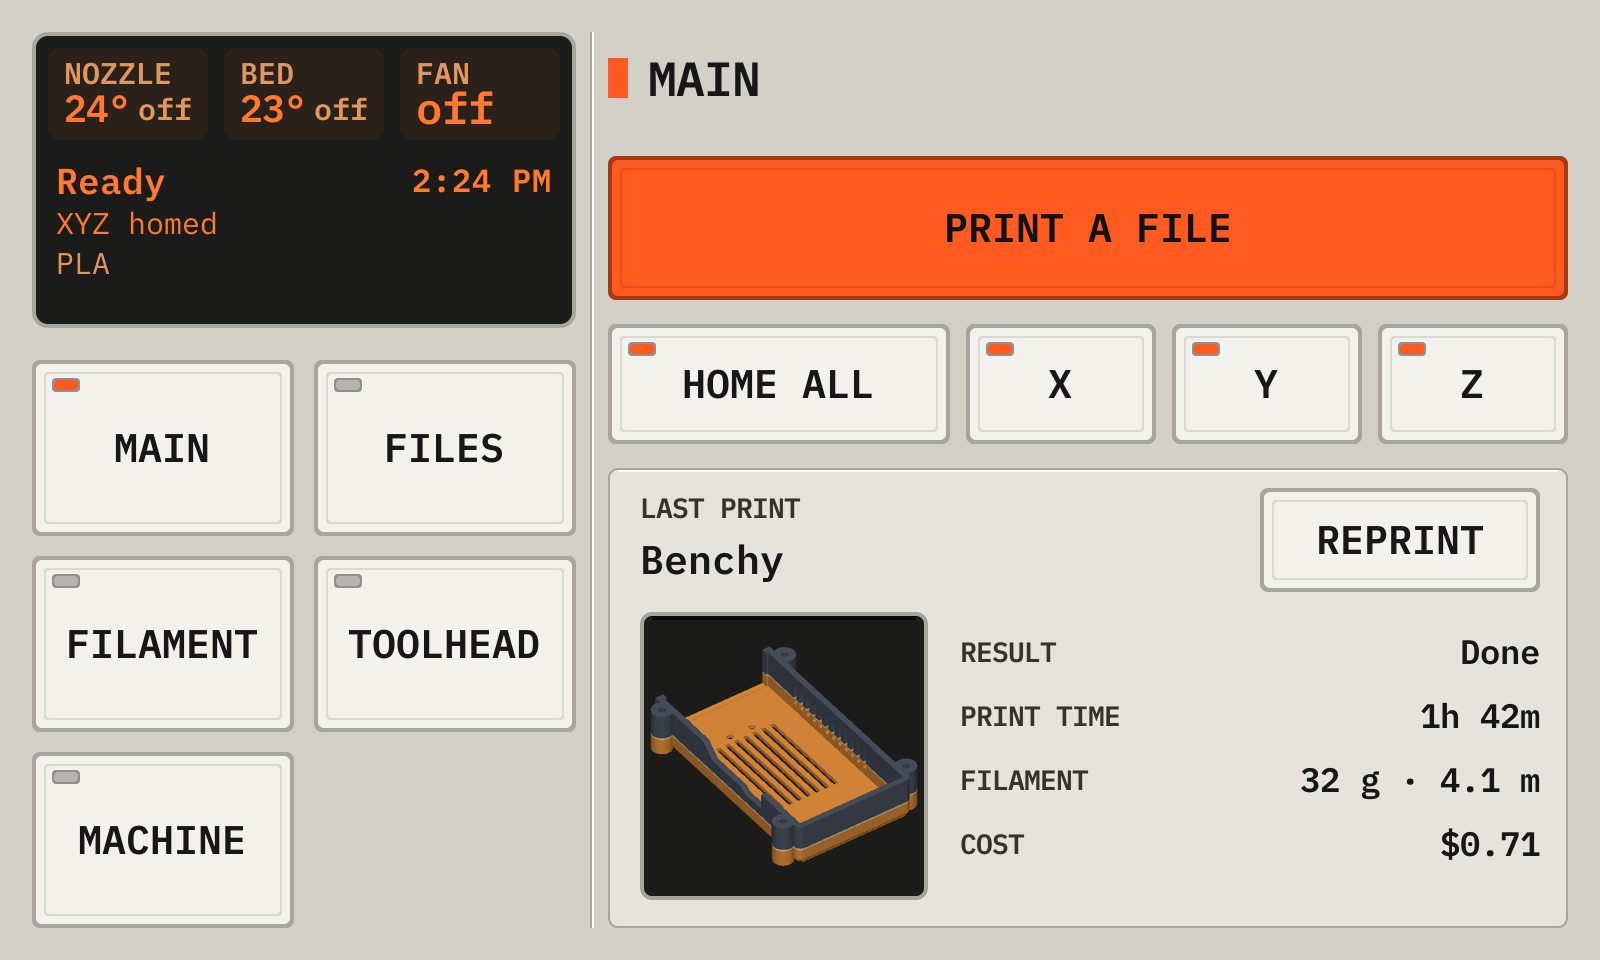 NOZZLE BED FAN
24° off 23° off off
Ready 2:24 PM
XYZ homed
PLA
MAIN FILES
FILAMENT TOOLHEAD
MACHINE
MAIN
PRINT A FILE
HOME ALL X Y Z
LAST PRINT
Benchy
REPRINT
RESULT Done
PRINT TIME 1h 42m
FILAMENT 32 g · 4.1 m
COST $0.71